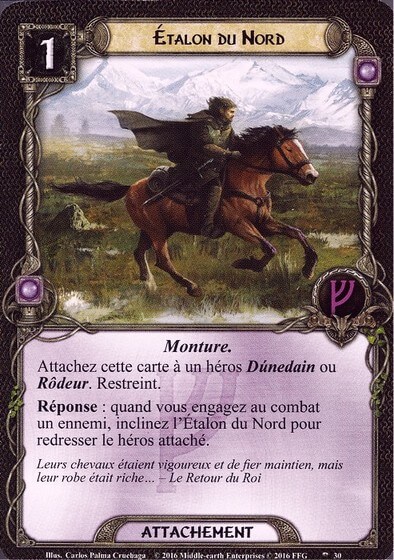 1
Étalon du Nord
Monture.
Attachez cette carte à un héros Dúnedain ou
Rôdeur. Restreint.
Réponse : quand vous engagez au combat
un ennemi, inclinez l'Étalon du Nord pour
redresser le héros attaché.
Leurs chevaux étaient vigoureux et de fier maintien, mais
leur robe était riche… – Le Retour du Roi
ATTACHEMENT
Illus. Carlos Palma Cruchaga © 2016 Middle-earth Enterprises © 2016 FFG 30